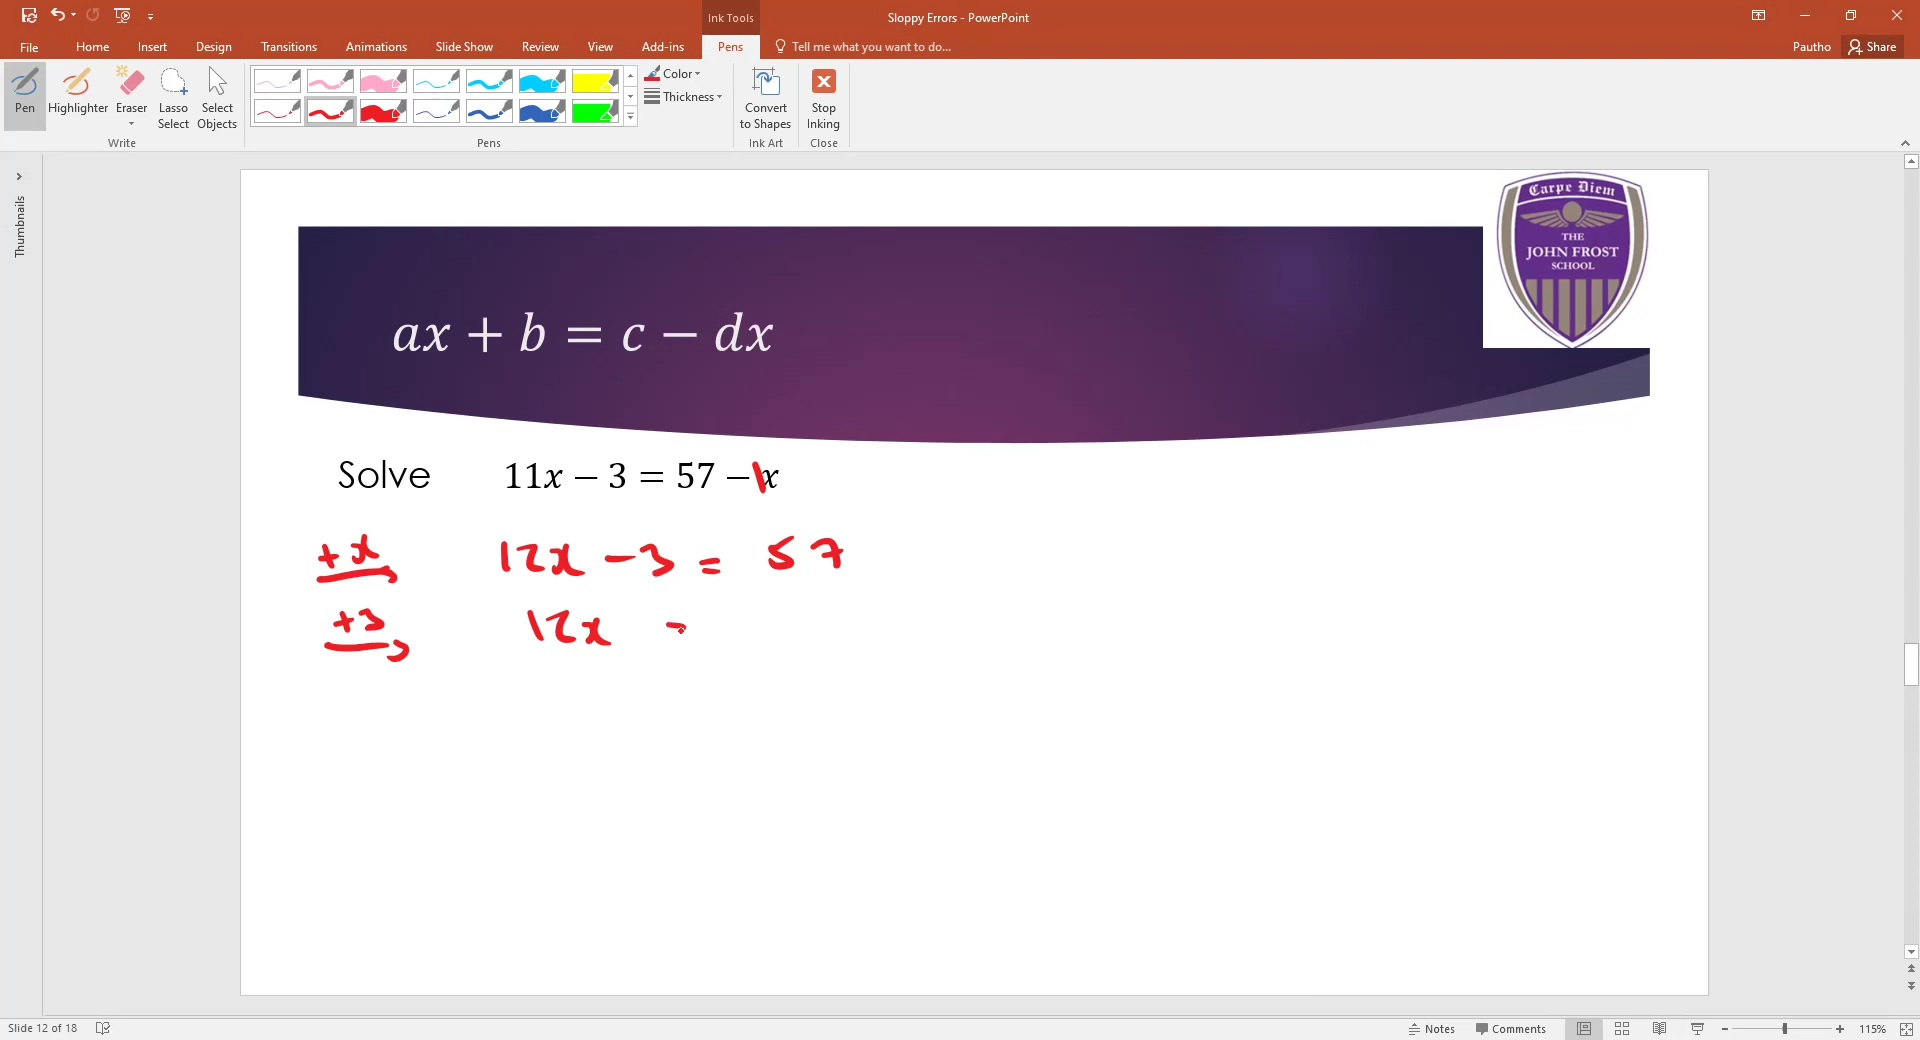 Ink Tools
Sloppy Errors - PowerPoint
File Home Insert Design Transitions Animations Slide Show Review View Add-ins Pens Tell me what you want to do... Pautho Share
Pen Highlighter Eraser Lasso Select Select Objects
Color
Thickness
Convert to Shapes
Stop Inking
Write Pens Ink Art Close
Thumbnails
Carpe Diem
THE
JOHN FROST
SCHOOL
ax + b = c − dx
Solve 11x − 3 = 57 − 1x
+x 12x − 3 = 57
+3 12x =
Slide 12 of 18 Notes Comments 115%